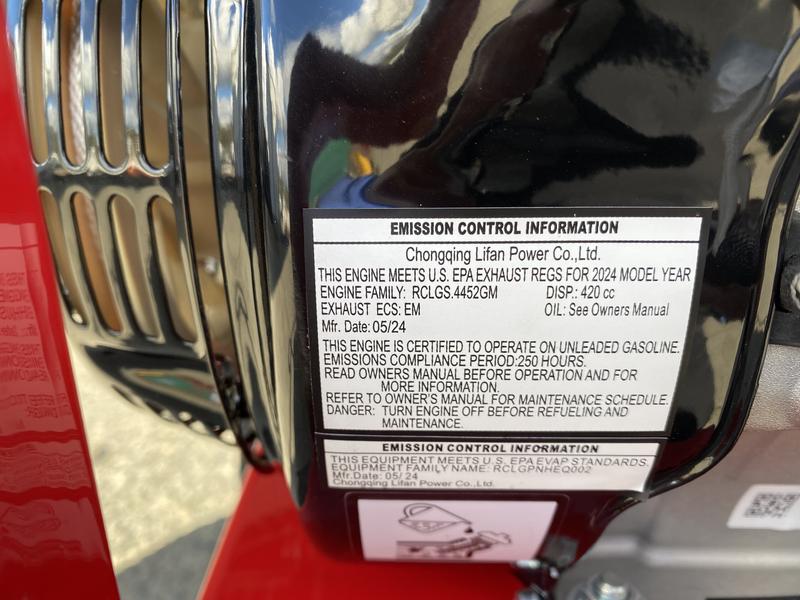 EMISSION CONTROL INFORMATION
Chongqing Lifan Power Co.,Ltd.
THIS ENGINE MEETS U.S. EPA EXHAUST REGS FOR 2024 MODEL YEAR
ENGINE FAMILY: RCLGS.4452GM DISP.: 420 cc
EXHAUST ECS: EM OIL: See Owners Manual
Mfr. Date: 05/24
THIS ENGINE IS CERTIFIED TO OPERATE ON UNLEADED GASOLINE.
EMISSIONS COMPLIANCE PERIOD:250 HOURS.
READ OWNERS MANUAL BEFORE OPERATION AND FOR
MORE INFORMATION.
REFER TO OWNER'S MANUAL FOR MAINTENANCE SCHEDULE.
DANGER: TURN ENGINE OFF BEFORE REFUELING AND
MAINTENANCE.
EMISSION CONTROL INFORMATION
THIS EQUIPMENT MEETS U.S. EPA EVAP STANDARDS.
EQUIPMENT FAMILY NAME: RCLGPNHEQ002
Mfr.Date: 05/ 24
Chongqing Lifan Power Co.,Ltd.